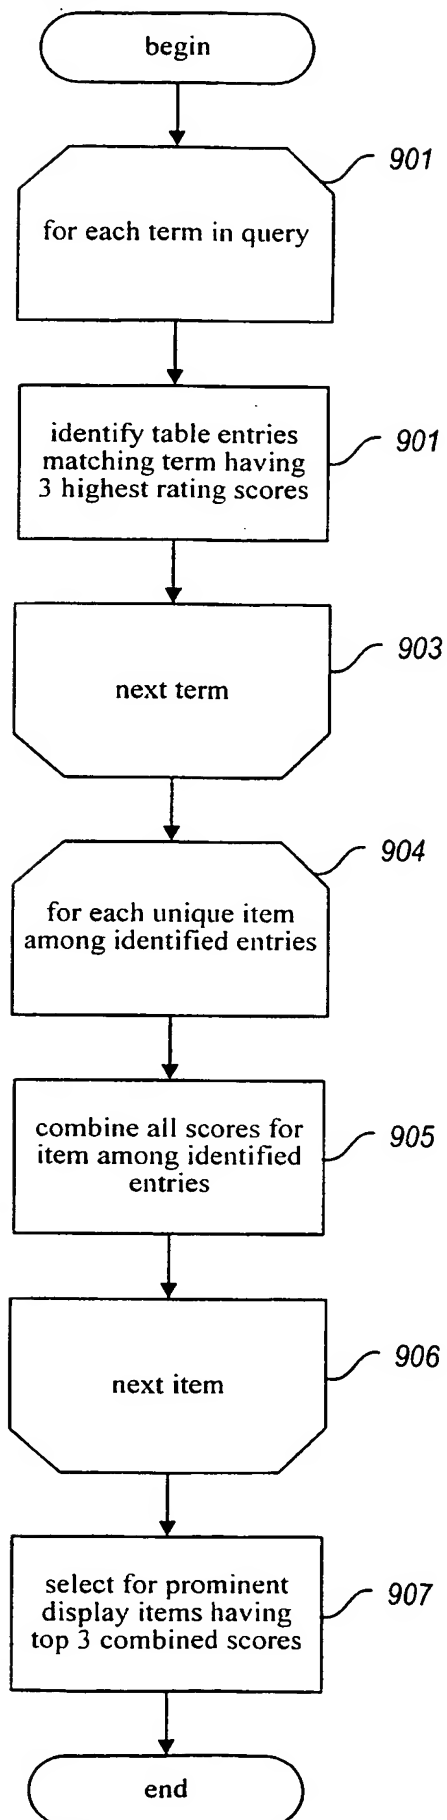 begin
901
for each term in query
identify table entries
matching term having
3 highest rating scores
901
903
next term
904
for each unique item
among identified entries
combine all scores for
item among identified
entries
905
906
next item
select for prominent
display items having
top 3 combined scores
907
end